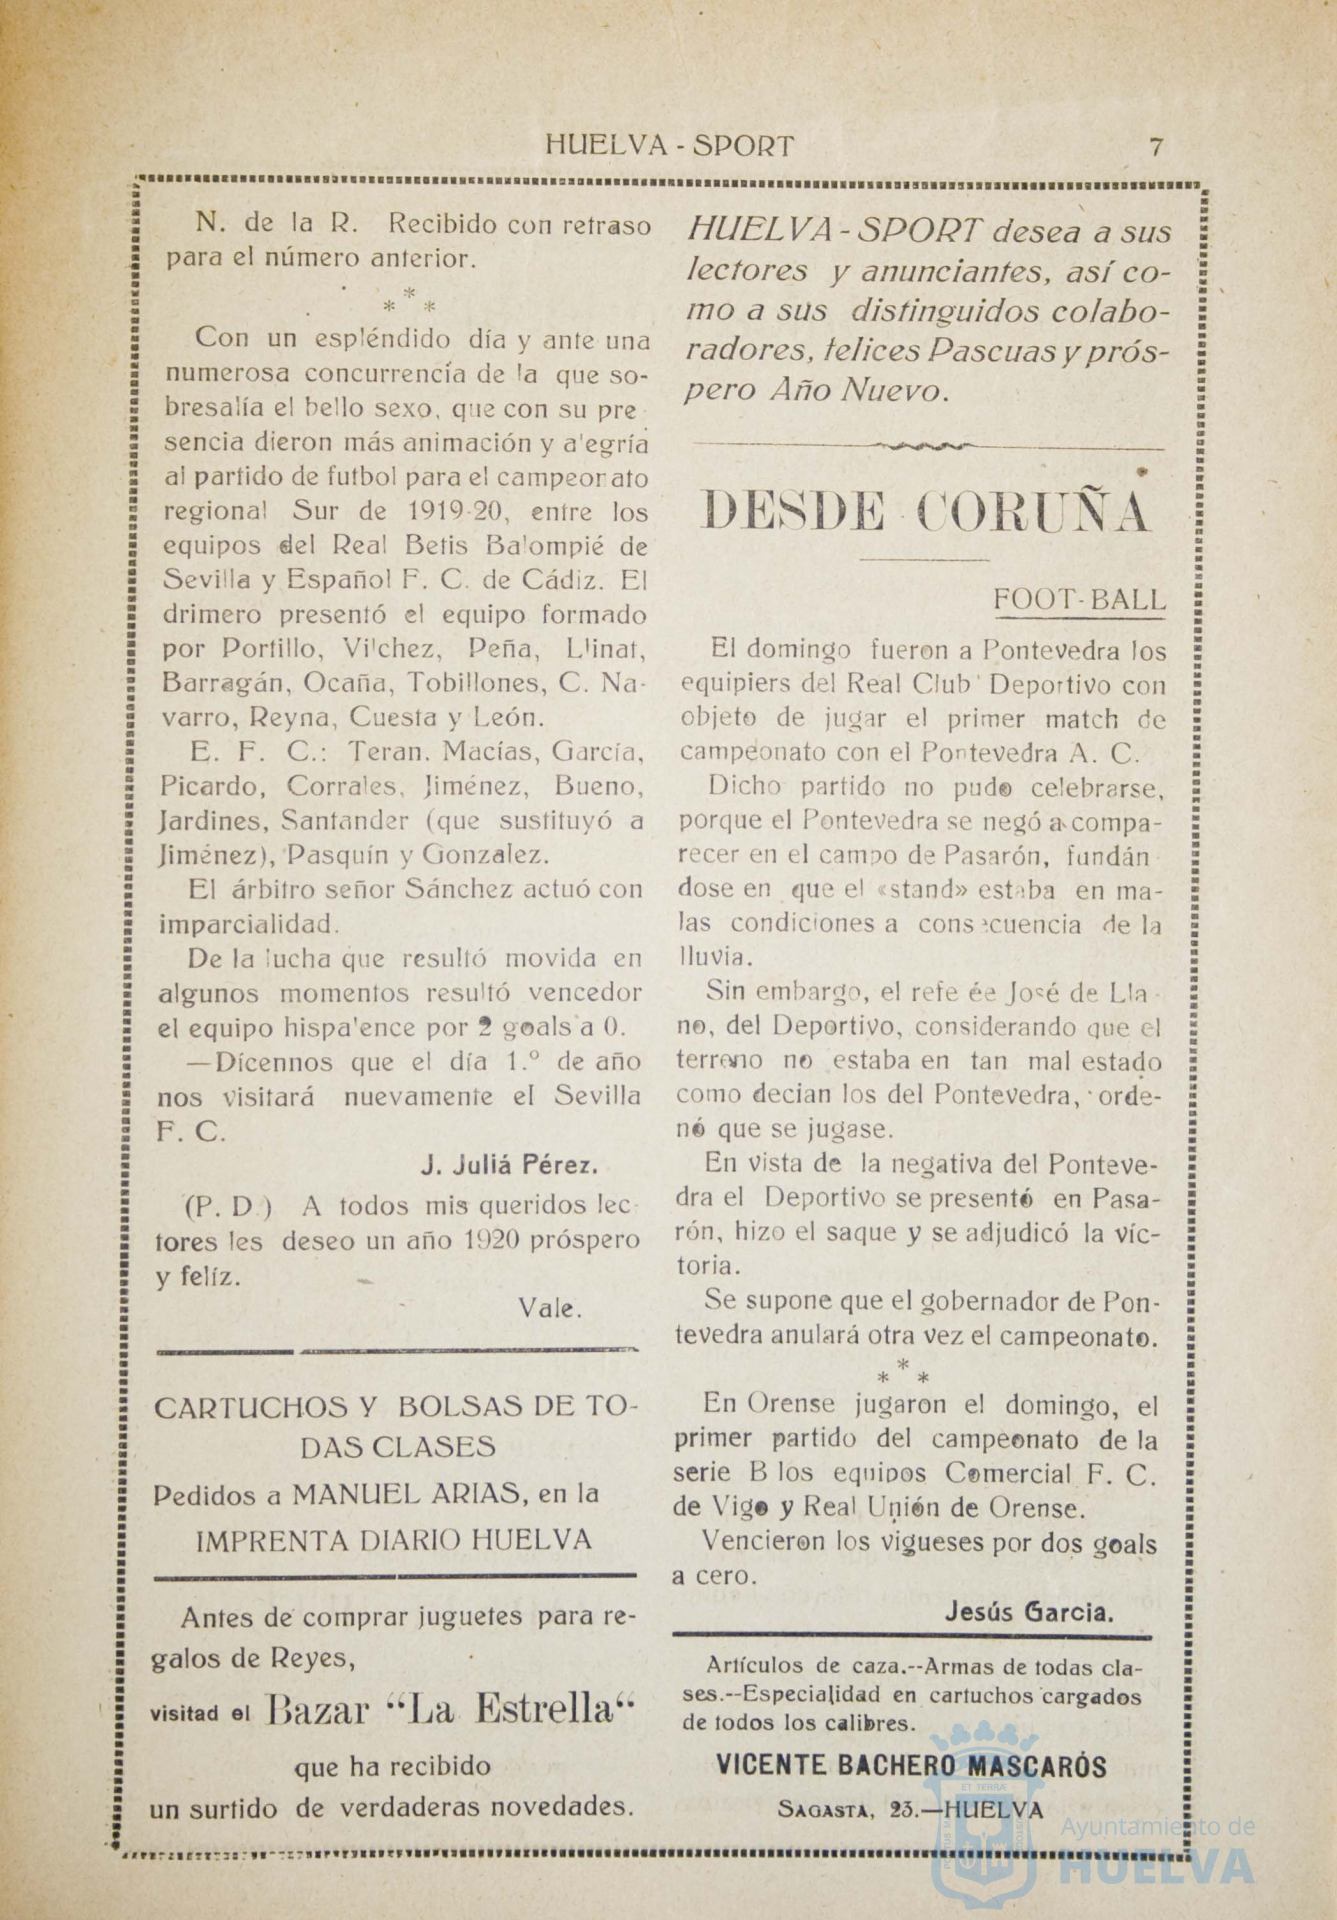 HUELVA - SPORT
7
N. de la R. Recibido con retraso
para el número anterior.
* * *
Con un espléndido día y ante una
numerosa concurrencía de la que so-
bresalía el bello sexo, que con su pre
sencia dieron más animación y alegría
al partido de futbol para el campeonato
regional Sur de 1919-20, entre los
equipos del Real Betis Balompié de
Sevilla y Español F. C. de Cádiz. El
drimero presentó el equipo formado
por Portillo, Vilchez, Peña, Llinat,
Barragán, Ocaña, Tobillones, C. Na-
varro, Reyna, Cuesta y León.
E. F. C.: Teran. Macías, García,
Picardo, Corrales, Jiménez, Bueno,
Jardines, Santander (que sustituyó a
Jiménez), Pasquín y Gonzalez.
El árbitro señor Sánchez actuó con
imparcialidad.
De la lucha que resultó movida en
algunos momentos resultó vencedor
el equipo hispalence por 2 goals a 0.
—Dícennos que el día 1.º de año
nos visitará nuevamente el Sevilla
F. C.
J. Juliá Pérez.
(P. D.) A todos mis queridos lec-
tores les deseo un año 1920 próspero
y felíz.
Vale.
CARTUCHOS Y BOLSAS DE TO-
DAS CLASES
Pedidos a MANUEL ARIAS, en la
IMPRENTA DIARIO HUELVA
Antes de comprar juguetes para re-
galos de Reyes,
visitad el Bazar “La Estrella“
que ha recibido
un surtido de verdaderas novedades.
HUELVA - SPORT desea a sus
lectores y anunciantes, así co-
mo a sus distinguidos colabo-
radores, felices Pascuas y prós-
pero Año Nuevo.
DESDE CORUÑA
FOOT-BALL
El domingo fueron a Pontevedra los
equipiers del Real Club Deportivo con
objeto de jugar el primer match de
campeonato con el Pontevedra A. C.
Dicho partido no pudo celebrarse,
porque el Pontevedra se negó a compa-
recer en el campo de Pasarón, fundán
dose en que el «stand» estaba en ma-
las condiciones a consecuencia de la
lluvia.
Sin embargo, el refe ée José de Lla-
no, del Deportivo, considerando que el
terreno no estaba en tan mal estado
como decian los del Pontevedra, orde-
nó que se jugase.
En vista de la negativa del Ponteve-
dra el Deportivo se presentó en Pasa-
rón, hizo el saque y se adjudicó la víc-
toria.
Se supone que el gobernador de Pon-
tevedra anulará otra vez el campeonato.
* * *
En Orense jugaron el domingo, el
primer partido del campeonato de la
serie B los equipos Comercial F. C.
de Vigo y Real Unión de Orense.
Vencieron los vigueses por dos goals
a cero.
Jesús Garcia.
Artículos de caza.--Armas de todas cla-
ses.--Especialidad en cartuchos cargados
de todos los calibres.
VICENTE BACHERO MASCARÓS
SAGASTA, 23.—HUELVA
Ayuntamiento de
HUELVA